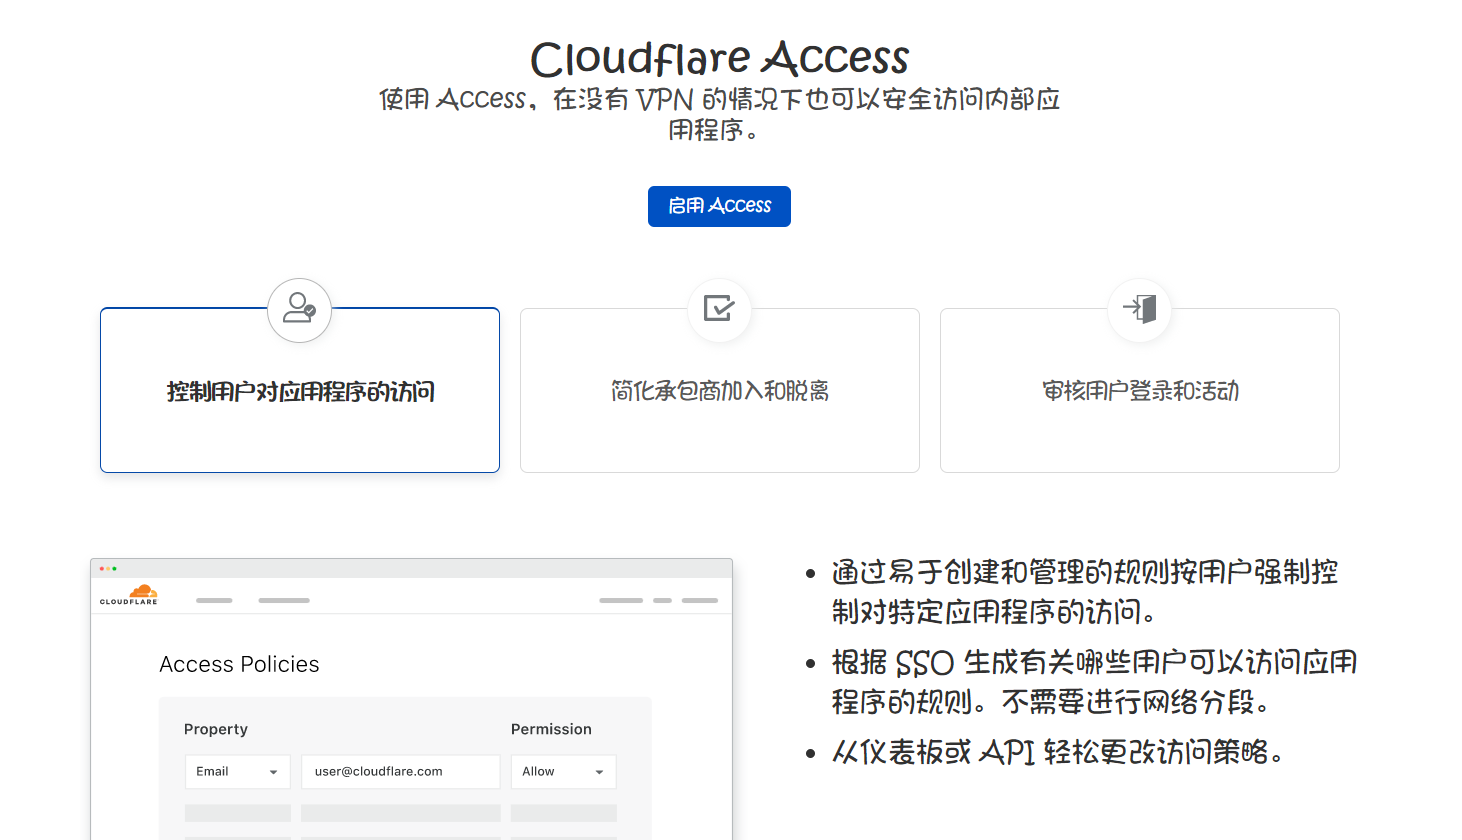 Cloudflare Access
使用 Access，在没有 VPN 的情况下也可以安全访问内部应
用程序。
启用 Access
控制用户对应用程序的访问
简化承包商加入和脱离
审核用户登录和活动
CLOUDFLARE
Access Policies
Property
Permission
Email
user@cloudflare.com
Allow
通过易于创建和管理的规则按用户强制控
制对特定应用程序的访问。
根据 SSO 生成有关哪些用户可以访问应用
程序的规则。不需要进行网络分段。
从仪表板或 API 轻松更改访问策略。